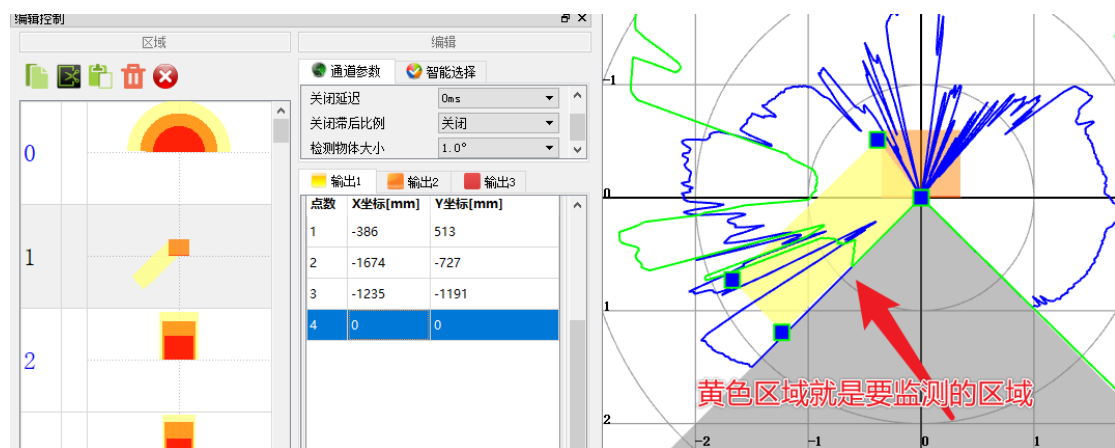 编辑控制
区域
编辑
通道参数
智能选择
关闭延迟
0ms
关闭滞后比例
关闭
检测物体大小
1.0°
输出1
输出2
输出3
点数
X坐标[mm]
Y坐标[mm]
1
-386
513
2
-1674
-727
3
-1235
-1191
4
0
0
0
1
2
-1
0
1
2
黄色区域就是要监测的区域
-2
-1
0
1